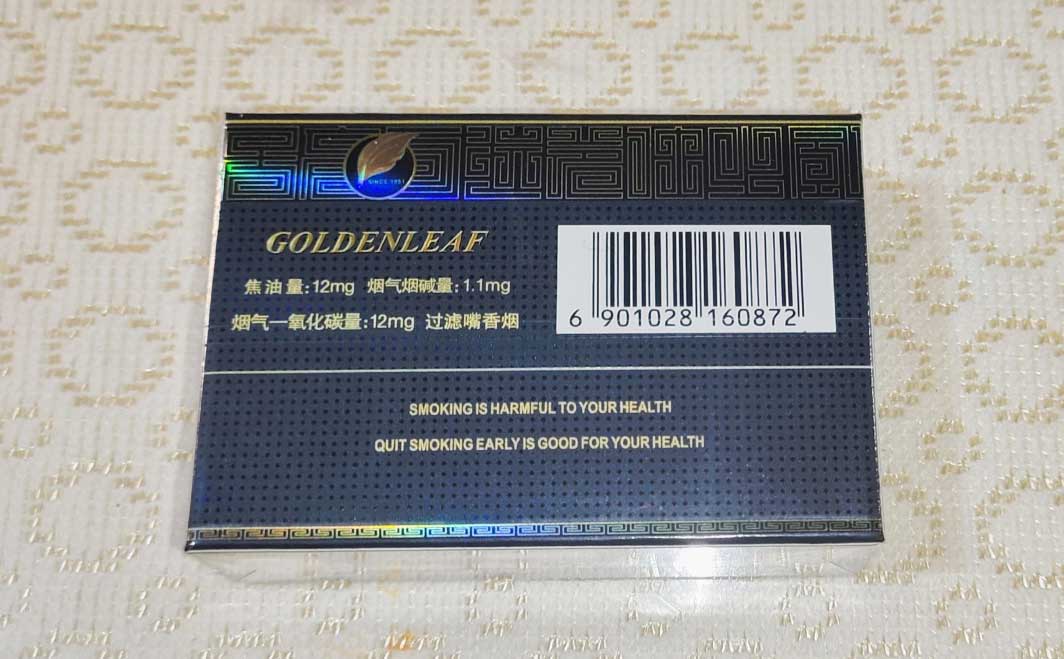 SINCE 1951
GOLDENLEAF
焦油量:12mg 烟气烟碱量:1.1mg
烟气一氧化碳量:12mg 过滤嘴香烟
6 901028 160872
SMOKING IS HARMFUL TO YOUR HEALTH
QUIT SMOKING EARLY IS GOOD FOR YOUR HEALTH